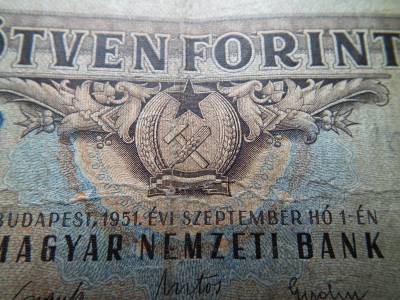 ÖTVEN FORINT
BUDAPEST, 1951. ÉVI SZEPTEMBER HÓ 1-ÉN
MAGYAR NEMZETI BANK